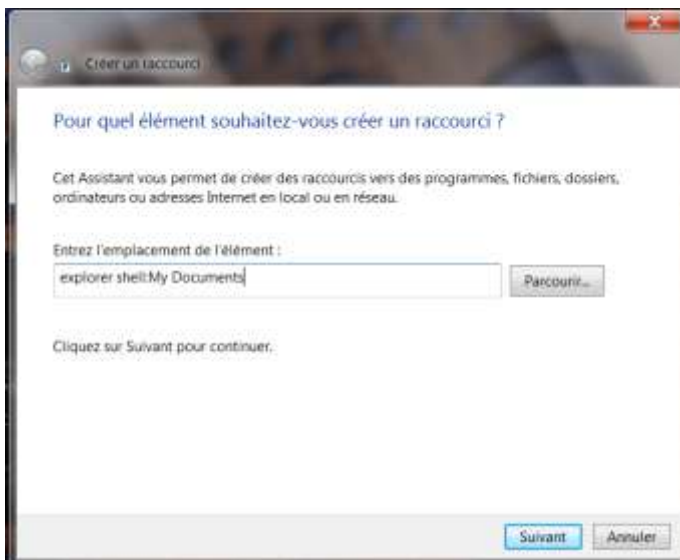 Créer un raccourci
Pour quel élément souhaitez-vous créer un raccourci ?
Cet Assistant vous permet de créer des raccourcis vers des programmes, fichiers, dossiers,
ordinateurs ou adresses Internet en local ou en réseau.
Entrez l'emplacement de l'élément :
explorer shell:My Documents
Parcourir...
Cliquez sur Suivant pour continuer.
Suivant
Annuler